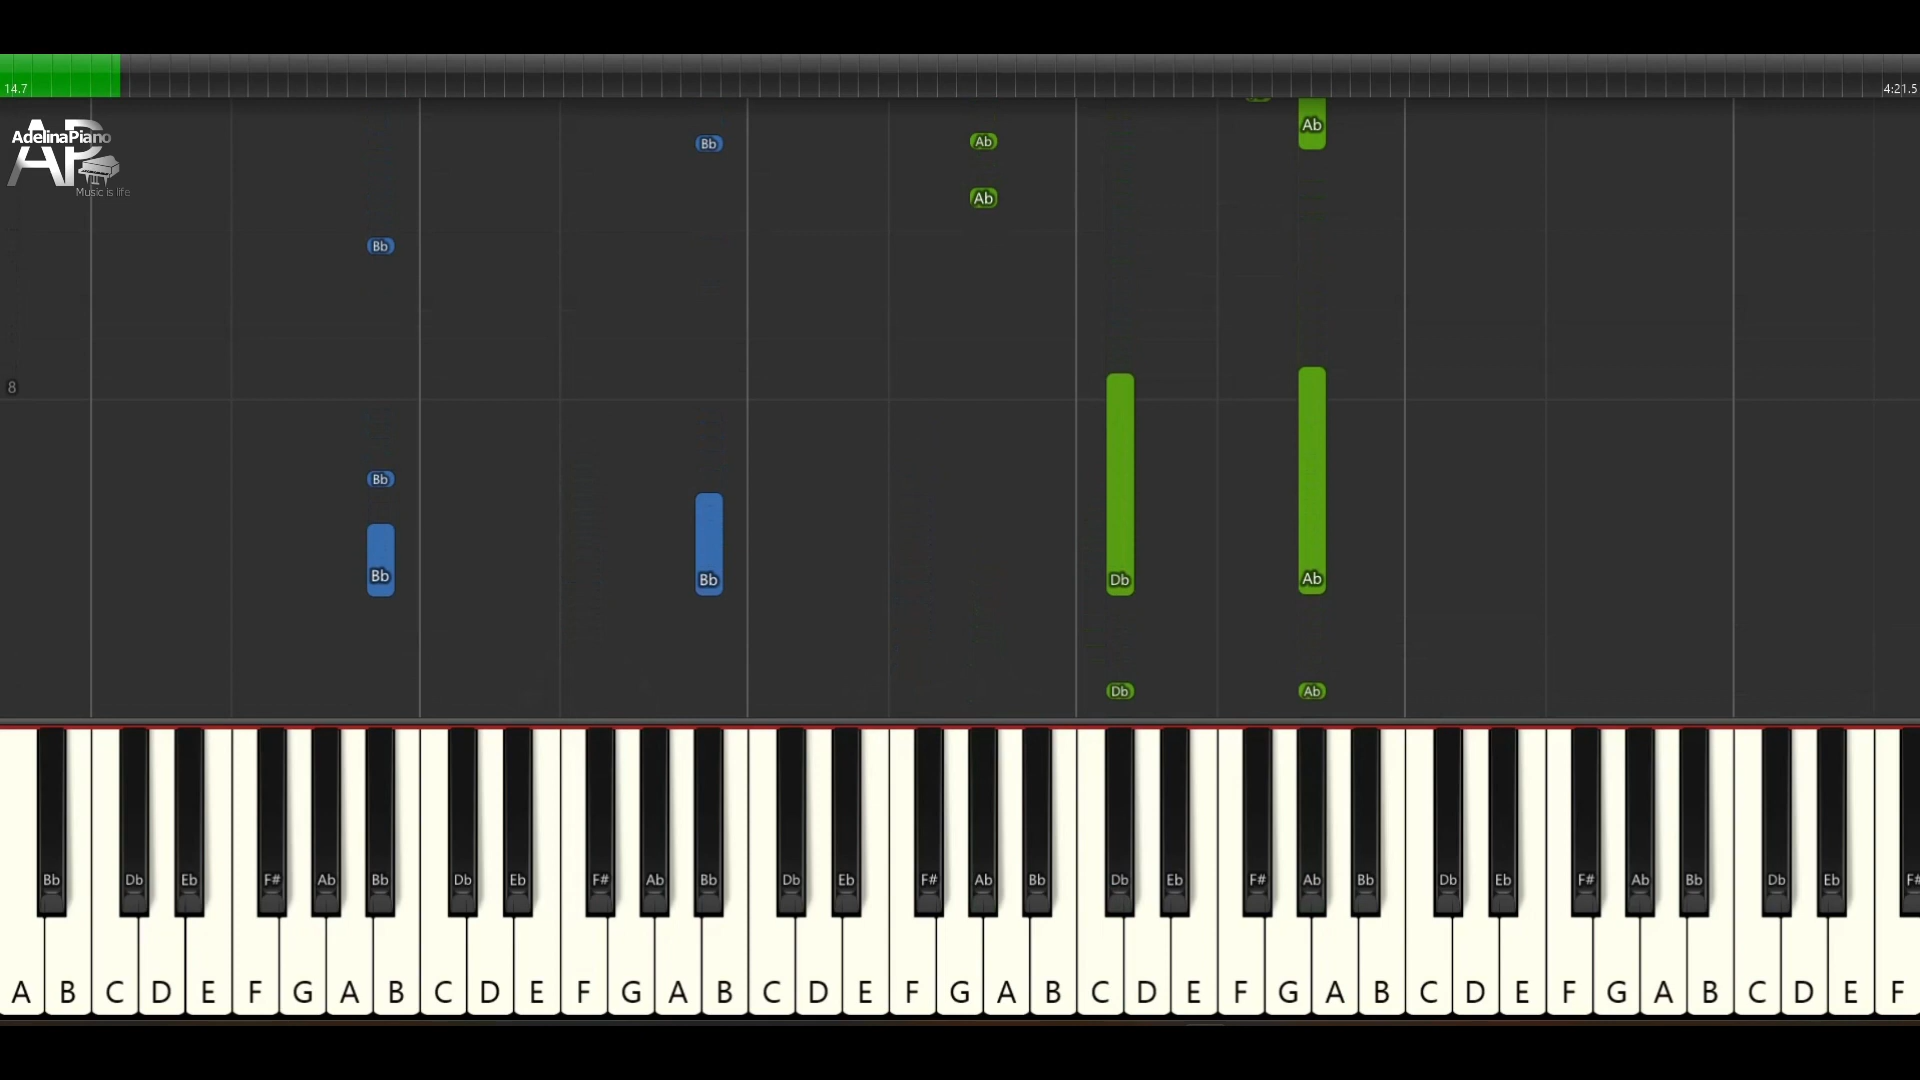 14.7 4:21.5
AdelinaPiano
AP
Music is life
Ab
Bb Ab
Ab
Bb
8
Bb
Bb Bb Db Ab
Db Ab
Bb Db Eb F# Ab Bb Db Eb F# Ab Bb Db Eb F# Ab Bb Db Eb F# Ab Bb Db Eb F# Ab Bb Db Eb F#
A B C D E F G A B C D E F G A B C D E F G A B C D E F G A B C D E F G A B C D E F